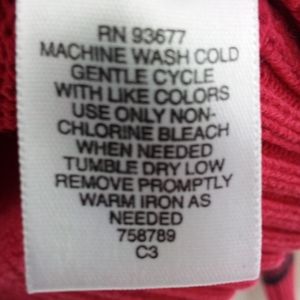 RN 93677
MACHINE WASH COLD
GENTLE CYCLE
WITH LIKE COLORS
USE ONLY NON-
CHLORINE BLEACH
WHEN NEEDED
TUMBLE DRY LOW
REMOVE PROMPTLY
WARM IRON AS
NEEDED
758789
C3